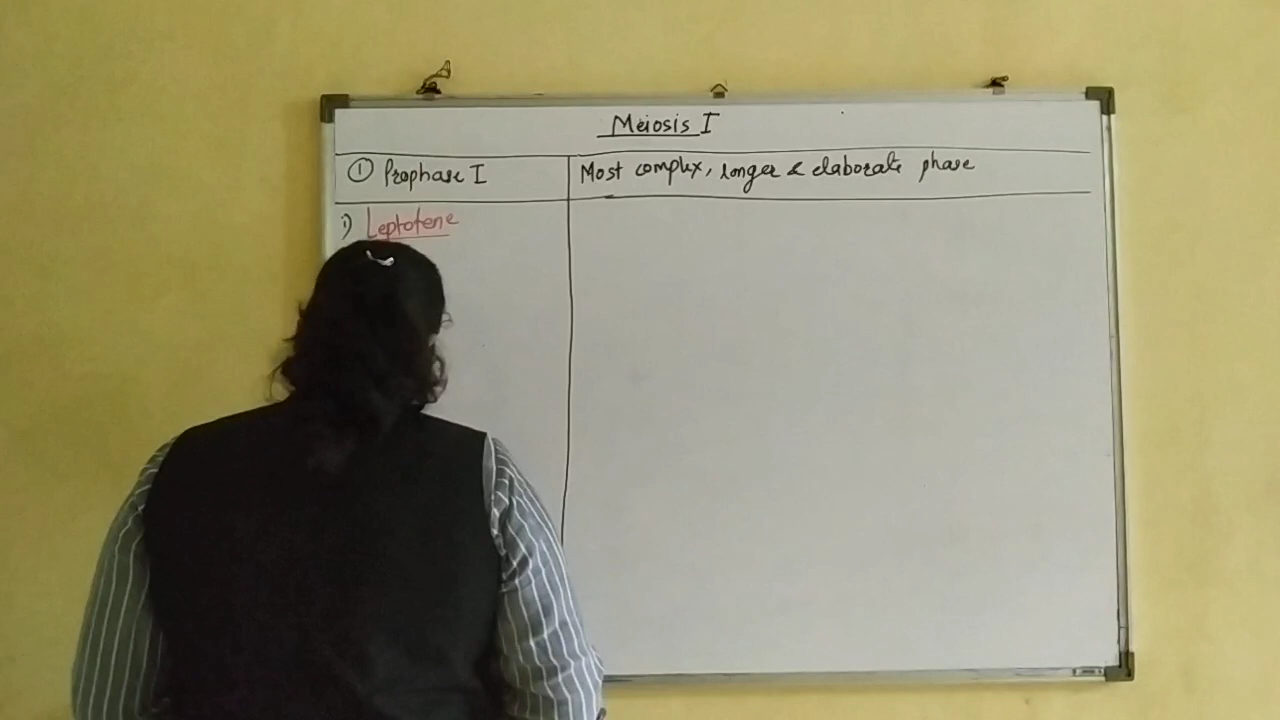 Meiosis I
① Prophase I
Most complex, longer & elaborate phase
i) Leptotene